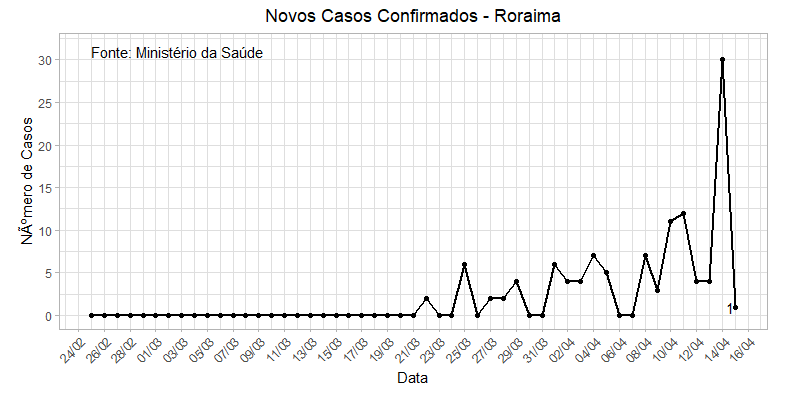 Novos Casos Confirmados - Roraima
Fonte: Ministério da Saúde
NÃºmero de Casos
30
25
20
15
10
5
0
1
24/02 26/02 28/02 01/03 03/03 05/03 07/03 09/03 11/03 13/03 15/03 17/03 19/03 21/03 23/03 25/03 27/03 29/03 31/03 02/04 04/04 06/04 08/04 10/04 12/04 14/04 16/04
Data